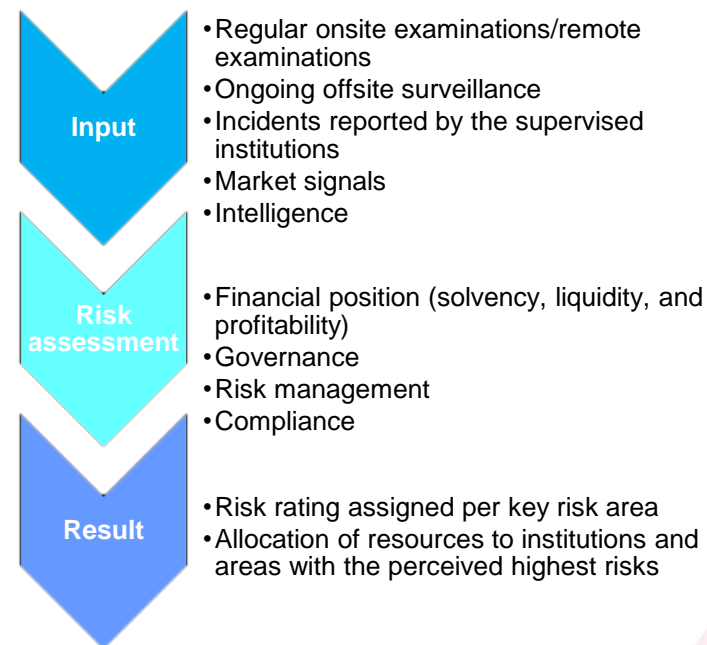 Input
•Regular onsite examinations/remote
examinations
•Ongoing offsite surveillance
•Incidents reported by the supervised
institutions
•Market signals
•Intelligence
Risk
assessment
•Financial position (solvency, liquidity, and
profitability)
•Governance
•Risk management
•Compliance
Result
•Risk rating assigned per key risk area
•Allocation of resources to institutions and
areas with the perceived highest risks